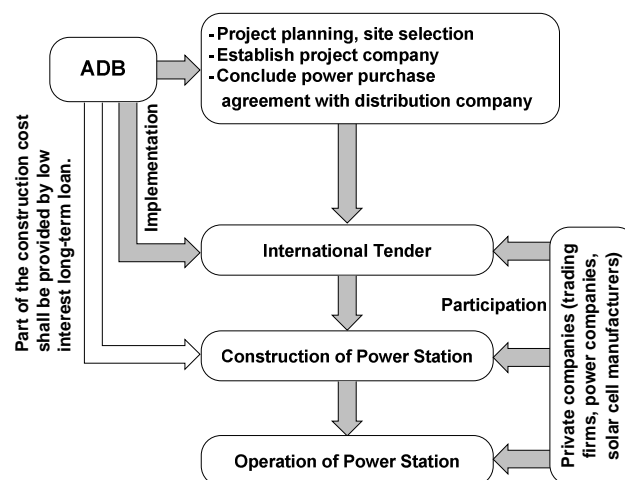 ADB
- Project planning, site selection
- Establish project company
- Conclude power purchase
agreement with distribution company
Part of the construction cost
shall be provided by low
interest long-term loan.
Implementation
International Tender
Participation
Construction of Power Station
Operation of Power Station
Private companies (trading
firms, power companies,
solar cell manufacturers)